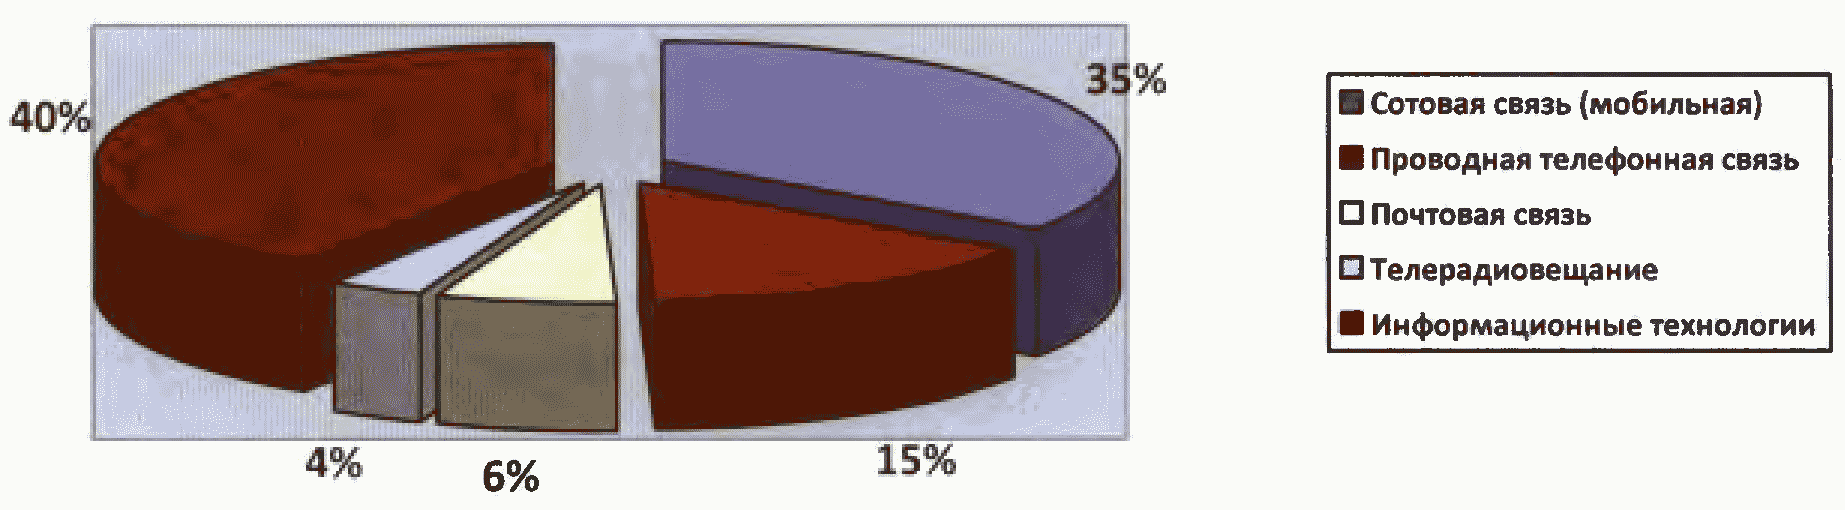 40%
35%
4%
6%
15%
Сотовая связь (мобильная)
Проводная телефонная связь
Почтовая связь
Телерадиовещание
Информационные технологии